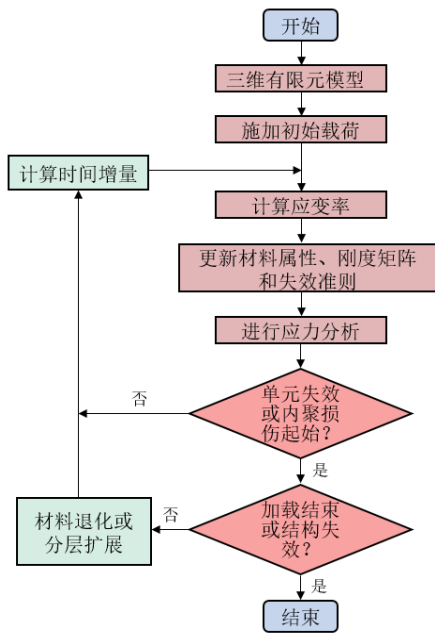 开始
三维有限元模型
施加初始载荷
计算时间增量
计算应变率
更新材料属性、刚度矩阵
和失效准则
进行应力分析
单元失效
或内聚损
伤起始?
否
是
加载结束
或结构失
效?
否
材料退化或
分层扩展
是
结束